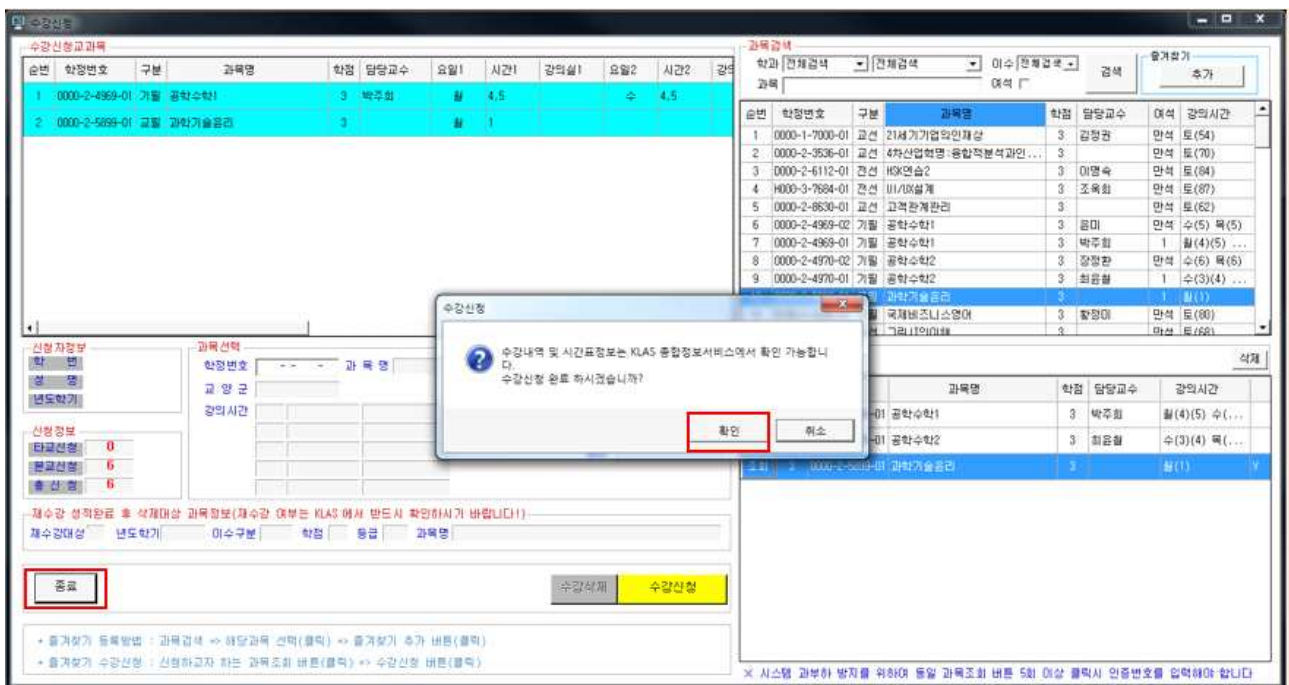 수강신청
수강신청교과목
순번 학정번호 구분 과목명 학점 담당교수 요일1 시간1 강의실1 요일2 시간2
1 0000-2-4969-01 기필 공학수학1 3 박주희 월 4,5 수 4,5
2 0000-2-5899-01 교필 과학기술윤리 3 월 1
과목검색
학과 전체검색 전체검색 이수 전체검색 검색
과목 여석
즐겨찾기
추가
순번 학정번호 구분 과목명 학점 담당교수 여석 강의시간
1 0000-1-7000-01 교선 21세기기업의인재상 3 김정권 만석 토(54)
2 0000-2-3536-01 교선 4차산업혁명:융합적분석과인... 3 만석 토(70)
3 0000-2-6112-01 전선 HSK연습2 3 이명숙 만석 토(84)
4 H000-3-7684-01 전선 UI/UX설계 3 조옥희 만석 토(87)
5 0000-2-8630-01 교선 고객관계관리 3 만석 토(62)
6 0000-2-4969-02 기필 공학수학1 3 음미 만석 수(5) 목(5)
7 0000-2-4969-01 기필 공학수학1 3 박주희 1 월(4)(5) ...
8 0000-2-4970-02 기필 공학수학2 3 장정환 만석 수(6) 목(6)
9 0000-2-4970-01 기필 공학수학2 3 최윤철 1 수(3)(4) ...
과학기술윤리 3 1 월(1)
국제비즈니스영어 3 황정미 만석 토(80)
그리스인이해 3 만석 토(68)
수강신청
수강내역 및 시간표정보는 KLAS 종합정보서비스에서 확인 가능합니
다.
수강신청 완료 하시겠습니까?
확인 취소
신청자정보
학 번
성 명
년도학기
과목선택
학정번호 -- - 과 목 명
교 양 군
강의시간
신청정보
타교신청 0
본교신청 6
총 신 청 6
삭제
과목명 학점 담당교수 강의시간
-01 공학수학1 3 박주희 월(4)(5) 수(...
-01 공학수학2 3 최윤철 수(3)(4) 목(...
조회 3 0000-2-5899-01 과학기술윤리 3 월(1) Y
재수강 성적완료 후 삭제대상 과목정보(재수강 여부는 KLAS 에서 반드시 확인하시기 바랍니다!)
재수강대상 년도학기 이수구분 학점 등급 과목명
종료 수강삭제 수강신청
* 즐겨찾기 등록방법 : 과목검색 => 해당과목 선택(클릭) => 즐겨찾기 추가 버튼(클릭)
* 즐겨찾기 수강신청 : 신청하고자 하는 과목조회 버튼(클릭) => 수강신청 버튼(클릭)
※ 시스템 과부하 방지를 위하여 동일 과목조회 버튼 5회 이상 클릭시 인증번호를 입력해야 합니다